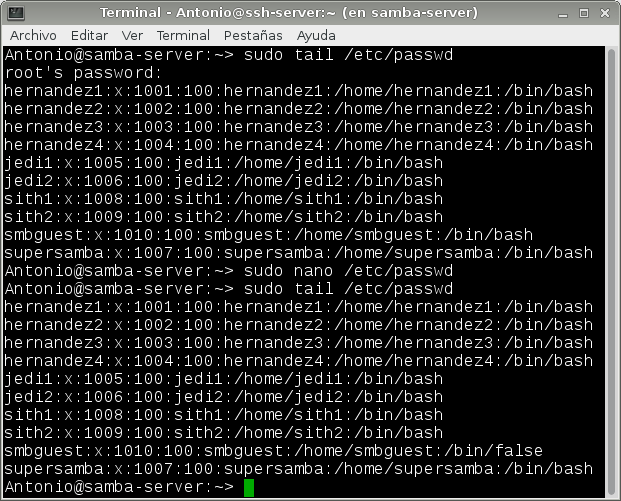 Terminal - Antonio@ssh-server:~ (en samba-server)
Archivo Editar Ver Terminal Pestañas Ayuda
Antonio@samba-server:~> sudo tail /etc/passwd
root's password:
hernandez1:x:1001:100:hernandez1:/home/hernandez1:/bin/bash
hernandez2:x:1002:100:hernandez2:/home/hernandez2:/bin/bash
hernandez3:x:1003:100:hernandez3:/home/hernandez3:/bin/bash
hernandez4:x:1004:100:hernandez4:/home/hernandez4:/bin/bash
jedi1:x:1005:100:jedi1:/home/jedi1:/bin/bash
jedi2:x:1006:100:jedi2:/home/jedi2:/bin/bash
sith1:x:1008:100:sith1:/home/sith1:/bin/bash
sith2:x:1009:100:sith2:/home/sith2:/bin/bash
smbguest:x:1010:100:smbguest:/home/smbguest:/bin/bash
supersamba:x:1007:100:supersamba:/home/supersamba:/bin/bash
Antonio@samba-server:~> sudo nano /etc/passwd
Antonio@samba-server:~> sudo tail /etc/passwd
hernandez1:x:1001:100:hernandez1:/home/hernandez1:/bin/bash
hernandez2:x:1002:100:hernandez2:/home/hernandez2:/bin/bash
hernandez3:x:1003:100:hernandez3:/home/hernandez3:/bin/bash
hernandez4:x:1004:100:hernandez4:/home/hernandez4:/bin/bash
jedi1:x:1005:100:jedi1:/home/jedi1:/bin/bash
jedi2:x:1006:100:jedi2:/home/jedi2:/bin/bash
sith1:x:1008:100:sith1:/home/sith1:/bin/bash
sith2:x:1009:100:sith2:/home/sith2:/bin/bash
smbguest:x:1010:100:smbguest:/home/smbguest:/bin/false
supersamba:x:1007:100:supersamba:/home/supersamba:/bin/bash
Antonio@samba-server:~>